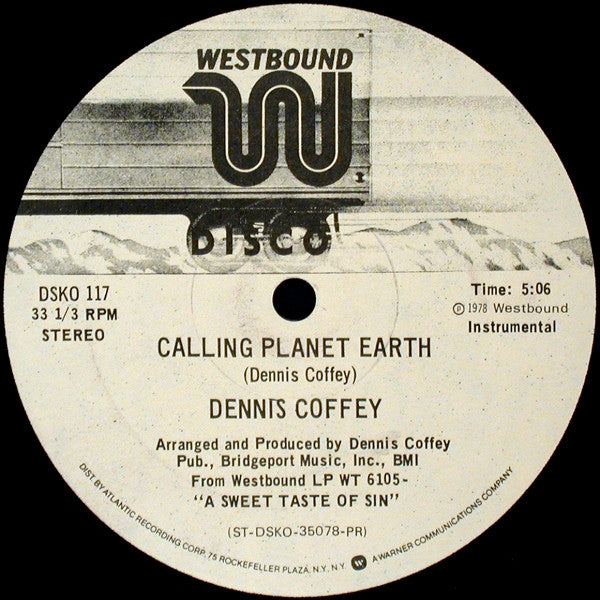 WESTBOUND
W
DISCO
DSKO 117
33 1/3 RPM
STEREO
Time: 5:06
Ⓟ 1978 Westbound
Instrumental
CALLING PLANET EARTH
(Dennis Coffey)
DENNIS COFFEY
Arranged and Produced by Dennis Coffey
Pub., Bridgeport Music, Inc., BMI
From Westbound LP WT 6105-
"A SWEET TASTE OF SIN"
(ST-DSKO-35078-PR)
DIST. BY ATLANTIC RECORDING CORP. 75 ROCKEFELLER PLAZA, N.Y. N.Y. W A WARNER COMMUNICATIONS COMPANY